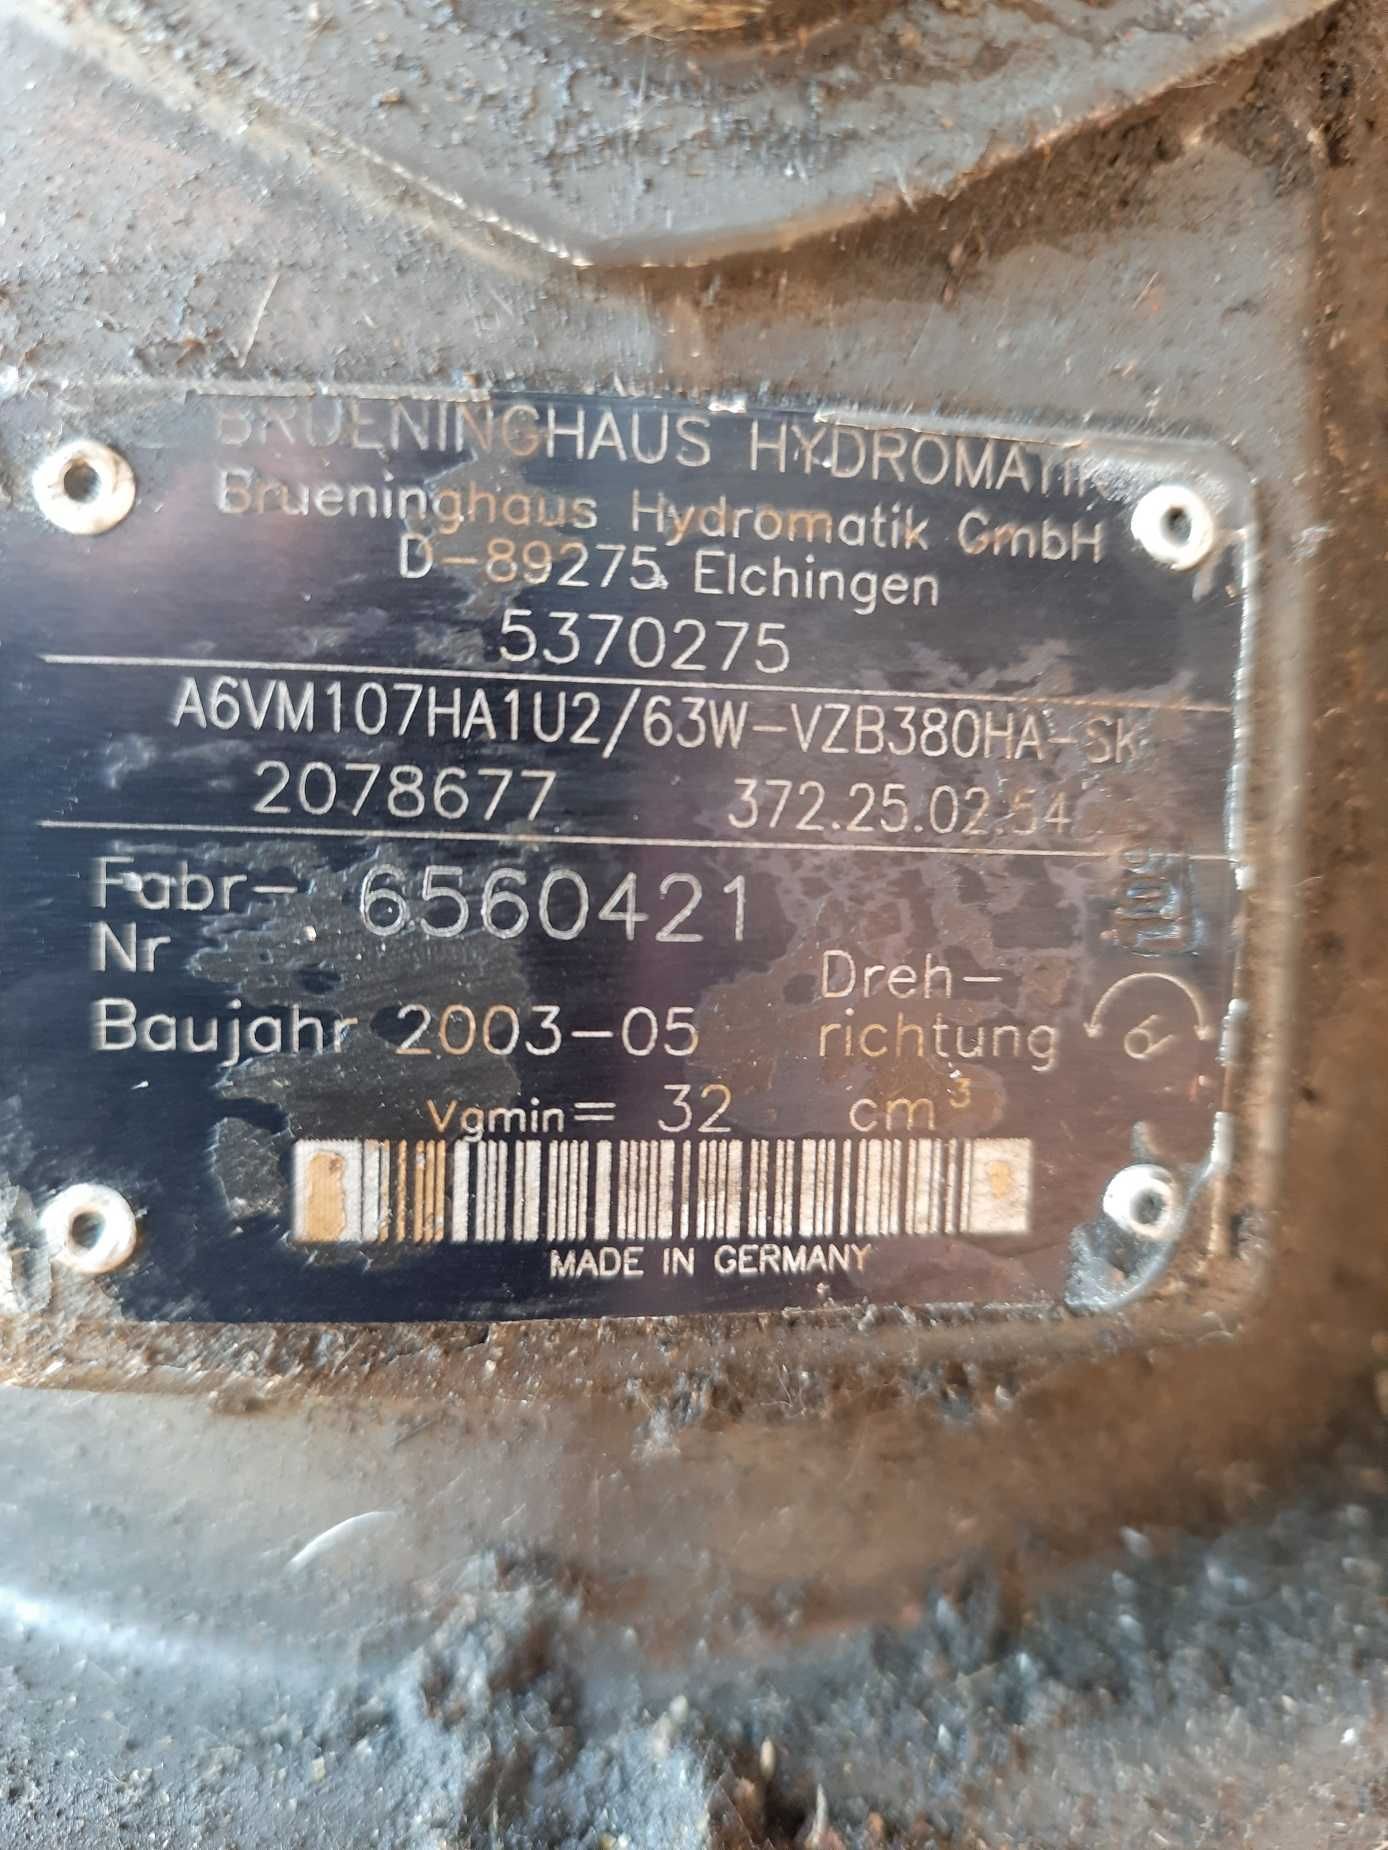 BRUENINGHAUS HYDROMATIK
Brueninghaus Hydromatik GmbH
D-89275 Elchingen
5370275
A6VM107HA1U2/63W-VZB380HA-SK
2078677 372.25.02.54
Fabr- 6560421
Nr
Dreh-
Baujahr 2003-05 richtung
Vgmin= 32 cm³
MADE IN GERMANY